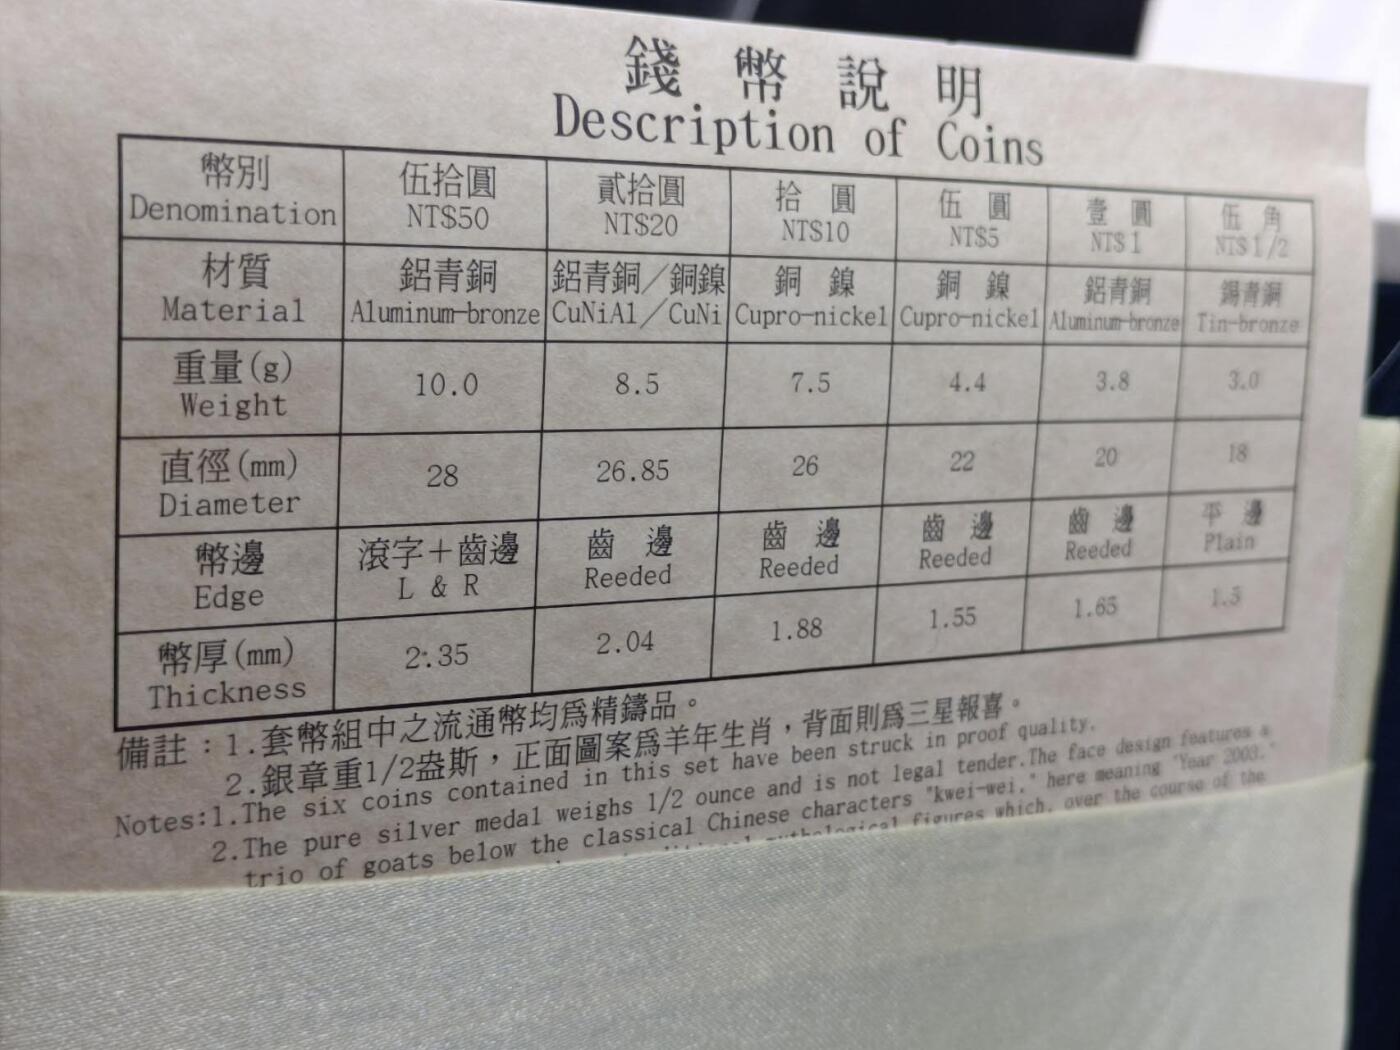 錢幣說明
Description of Coins
幣別 伍拾圓 貳拾圓 拾圓 伍圓 壹圓 伍角
Denomination NT$50 NT$20 NT$10 NT$5 NT$1 NT$1/2
材質 鋁青銅 鋁青銅／銅鎳 銅鎳 銅鎳 鋁青銅 錫青銅
Material Aluminum-bronze CuNiAl／CuNi Cupro-nickel Cupro-nickel Aluminum-bronze Tin-bronze
重量(g) 10.0 8.5 7.5 4.4 3.8 3.0
Weight
直徑(mm) 28 26.85 26 22 20 18
Diameter
幣邊 滾字＋齒邊 齒邊 齒邊 齒邊 齒邊 平邊
Edge L & R Reeded Reeded Reeded Reeded Plain
幣厚(mm) 2.35 2.04 1.88 1.55 1.65 1.5
Thickness
備註：1.套幣組中之流通幣均爲精鑄品。
2.銀章重1/2盎斯，正面圖案爲羊年生肖，背面則爲三星報喜。
Notes:1.The six coins contained in this set have been struck in proof quality.
2.The pure silver medal weighs 1/2 ounce and is not legal tender.The face design features a
trio of goats below the classical Chinese characters "kwei-wei," here meaning "Year 2003."
mythological figures which, over the course of the